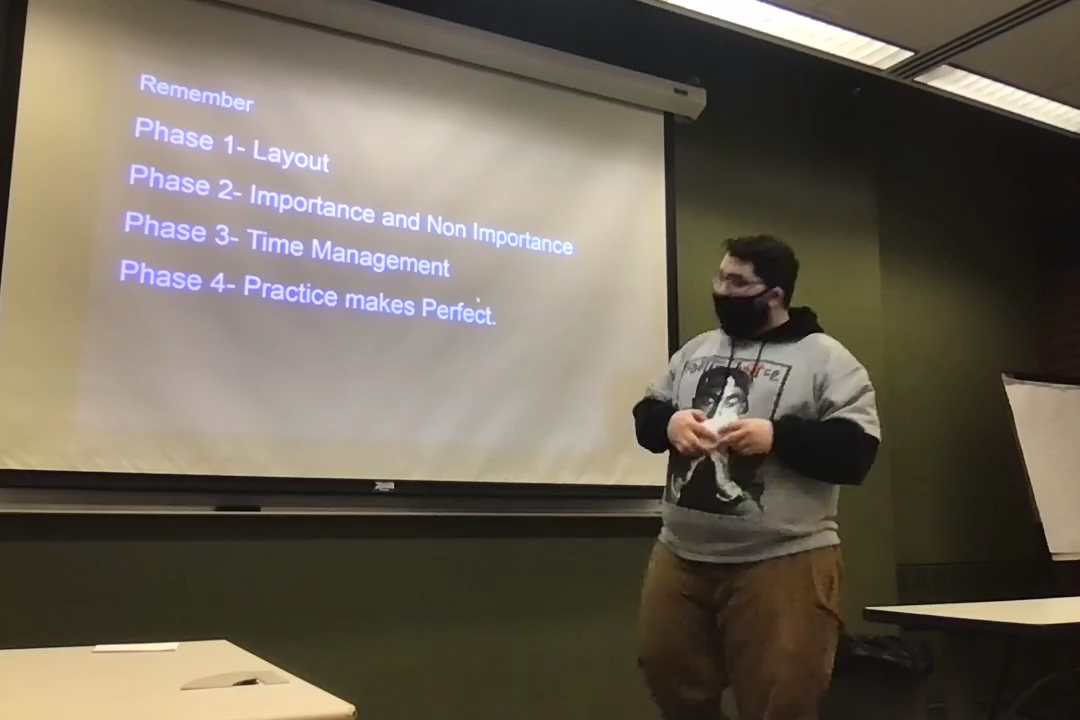 Remember
Phase 1- Layout
Phase 2- Importance and Non Importance
Phase 3- Time Management
Phase 4- Practice makes Perfect.